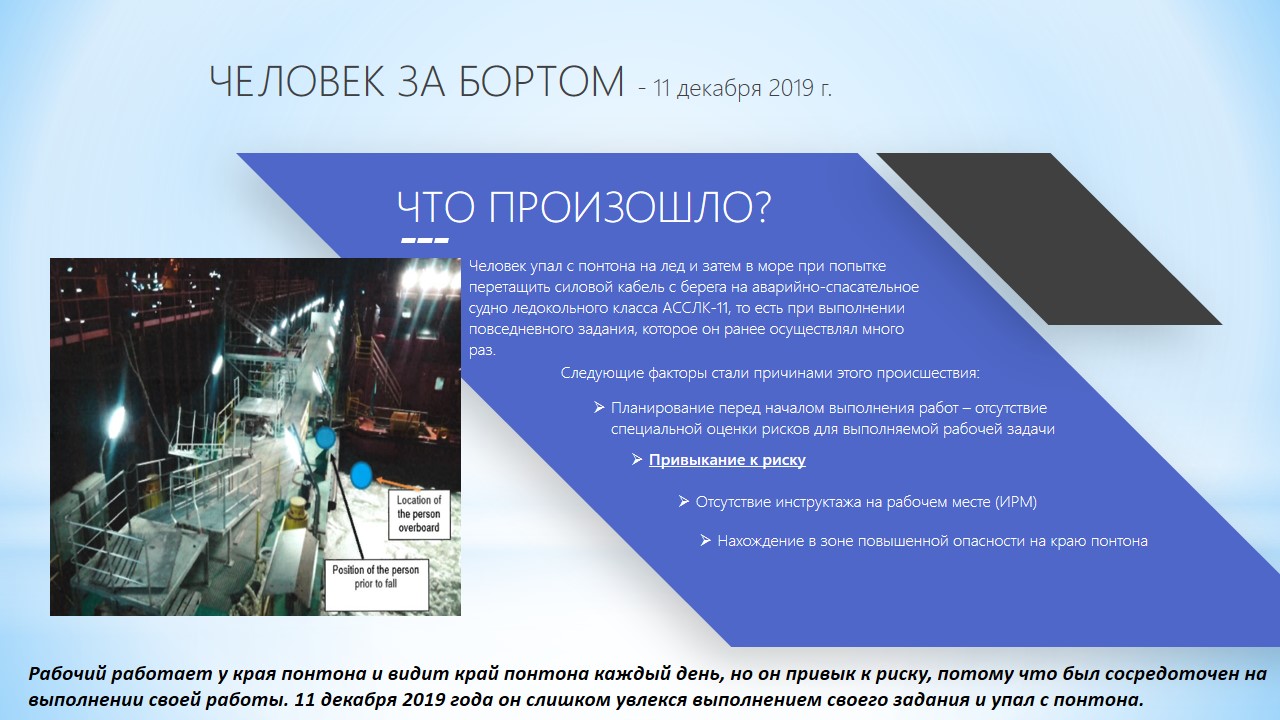 ЧЕЛОВЕК ЗА БОРТОМ - 11 декабря 2019 г.
ЧТО ПРОИЗОШЛО?
Человек упал с понтона на лед и затем в море при попытке
перетащить силовой кабель с берега на аварийно-спасательное
судно ледокольного класса АССЛК-11, то есть при выполнении
повседневного задания, которое он ранее осуществлял много
раз.
Следующие факторы стали причинами этого происшествия:
➢ Планирование перед началом выполнения работ – отсутствие
специальной оценки рисков для выполняемой рабочей задачи
➢ Привыкание к риску
➢ Отсутствие инструктажа на рабочем месте (ИРМ)
➢ Нахождение в зоне повышенной опасности на краю понтона
Location of
the person
overboard
Position of the person
prior to fall
Рабочий работает у края понтона и видит край понтона каждый день, но он привык к риску, потому что был сосредоточен на
выполнении своей работы. 11 декабря 2019 года он слишком увлекся выполнением своего задания и упал с понтона.